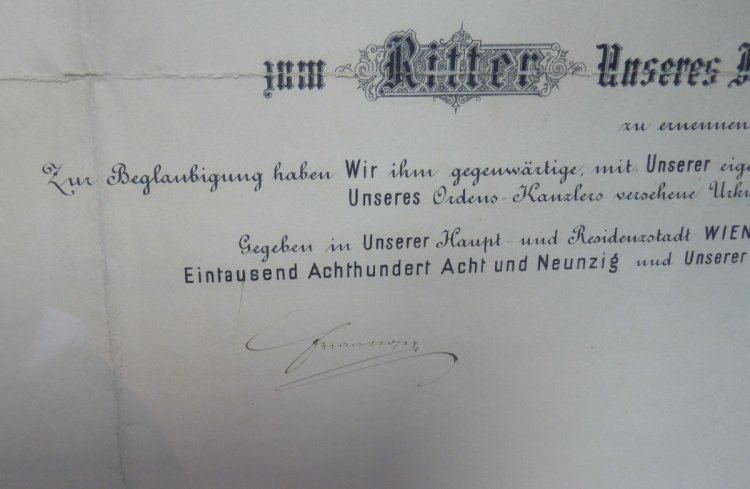 zum Ritter Unseres
zu ernennen
Zur Beglaubigung haben Wir ihm gegenwärtige, mit Unserer
Unseres Ordens-Kanzlers versehene
Gegeben in Unserer Haupt- und Residenzstadt WIEN
Eintausend Achthundert Acht und Neunzig und Unserer